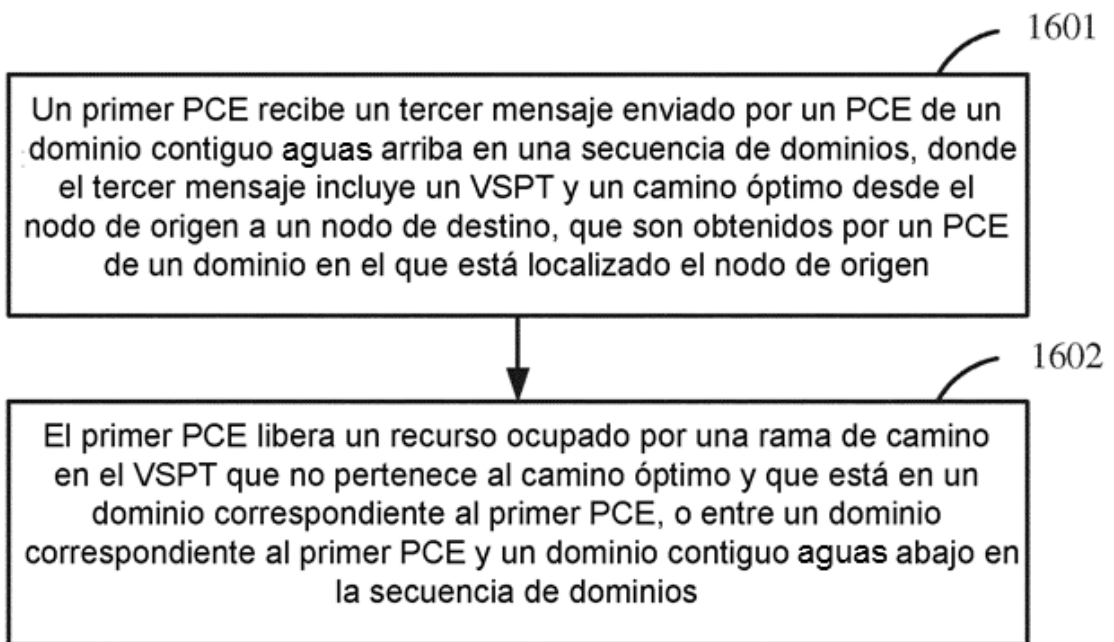 1601
Un primer PCE recibe un tercer mensaje enviado por un PCE de un
dominio contiguo aguas arriba en una secuencia de dominios, donde
el tercer mensaje incluye un VSPT y un camino óptimo desde el
nodo de origen a un nodo de destino, que son obtenidos por un PCE
de un dominio en el que está localizado el nodo de origen
1602
El primer PCE libera un recurso ocupado por una rama de camino
en el VSPT que no pertenece al camino óptimo y que está en un
dominio correspondiente al primer PCE, o entre un dominio
correspondiente al primer PCE y un dominio contiguo aguas abajo en
la secuencia de dominios